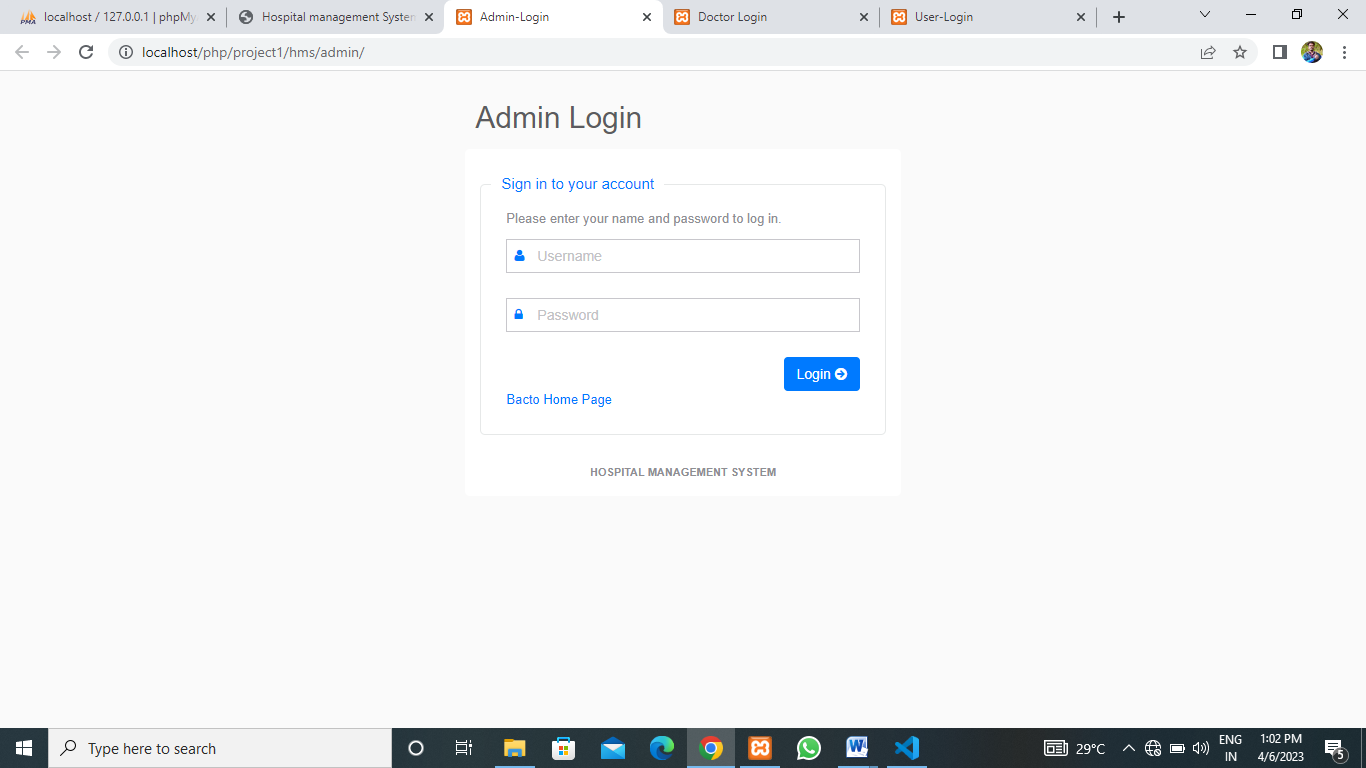 localhost / 127.0.0.1 | phpMy
Hospital management System
Admin-Login
Doctor Login
User-Login
localhost/php/project1/hms/admin/
Admin Login
Sign in to your account
Please enter your name and password to log in.
Username
Password
Login
Bacto Home Page
HOSPITAL MANAGEMENT SYSTEM
Type here to search
29°C
ENG
IN
1:02 PM
4/6/2023
5